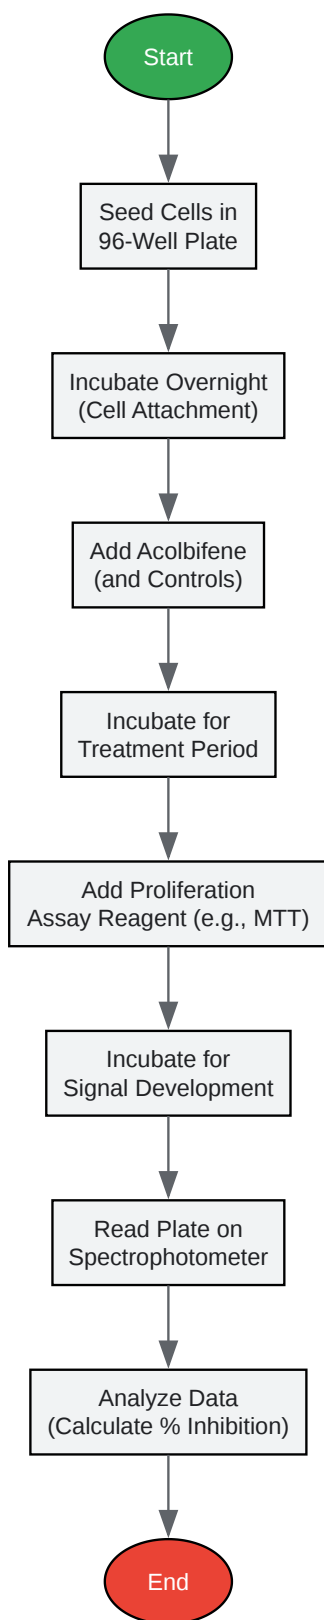 Start
Seed Cells in
96-Well Plate
Incubate Overnight
(Cell Attachment)
Add Acolbifene
(and Controls)
Incubate for
Treatment Period
Add Proliferation
Assay Reagent (e.g., MTT)
Incubate for
Signal Development
Read Plate on
Spectrophotometer
Analyze Data
(Calculate % Inhibition)
End